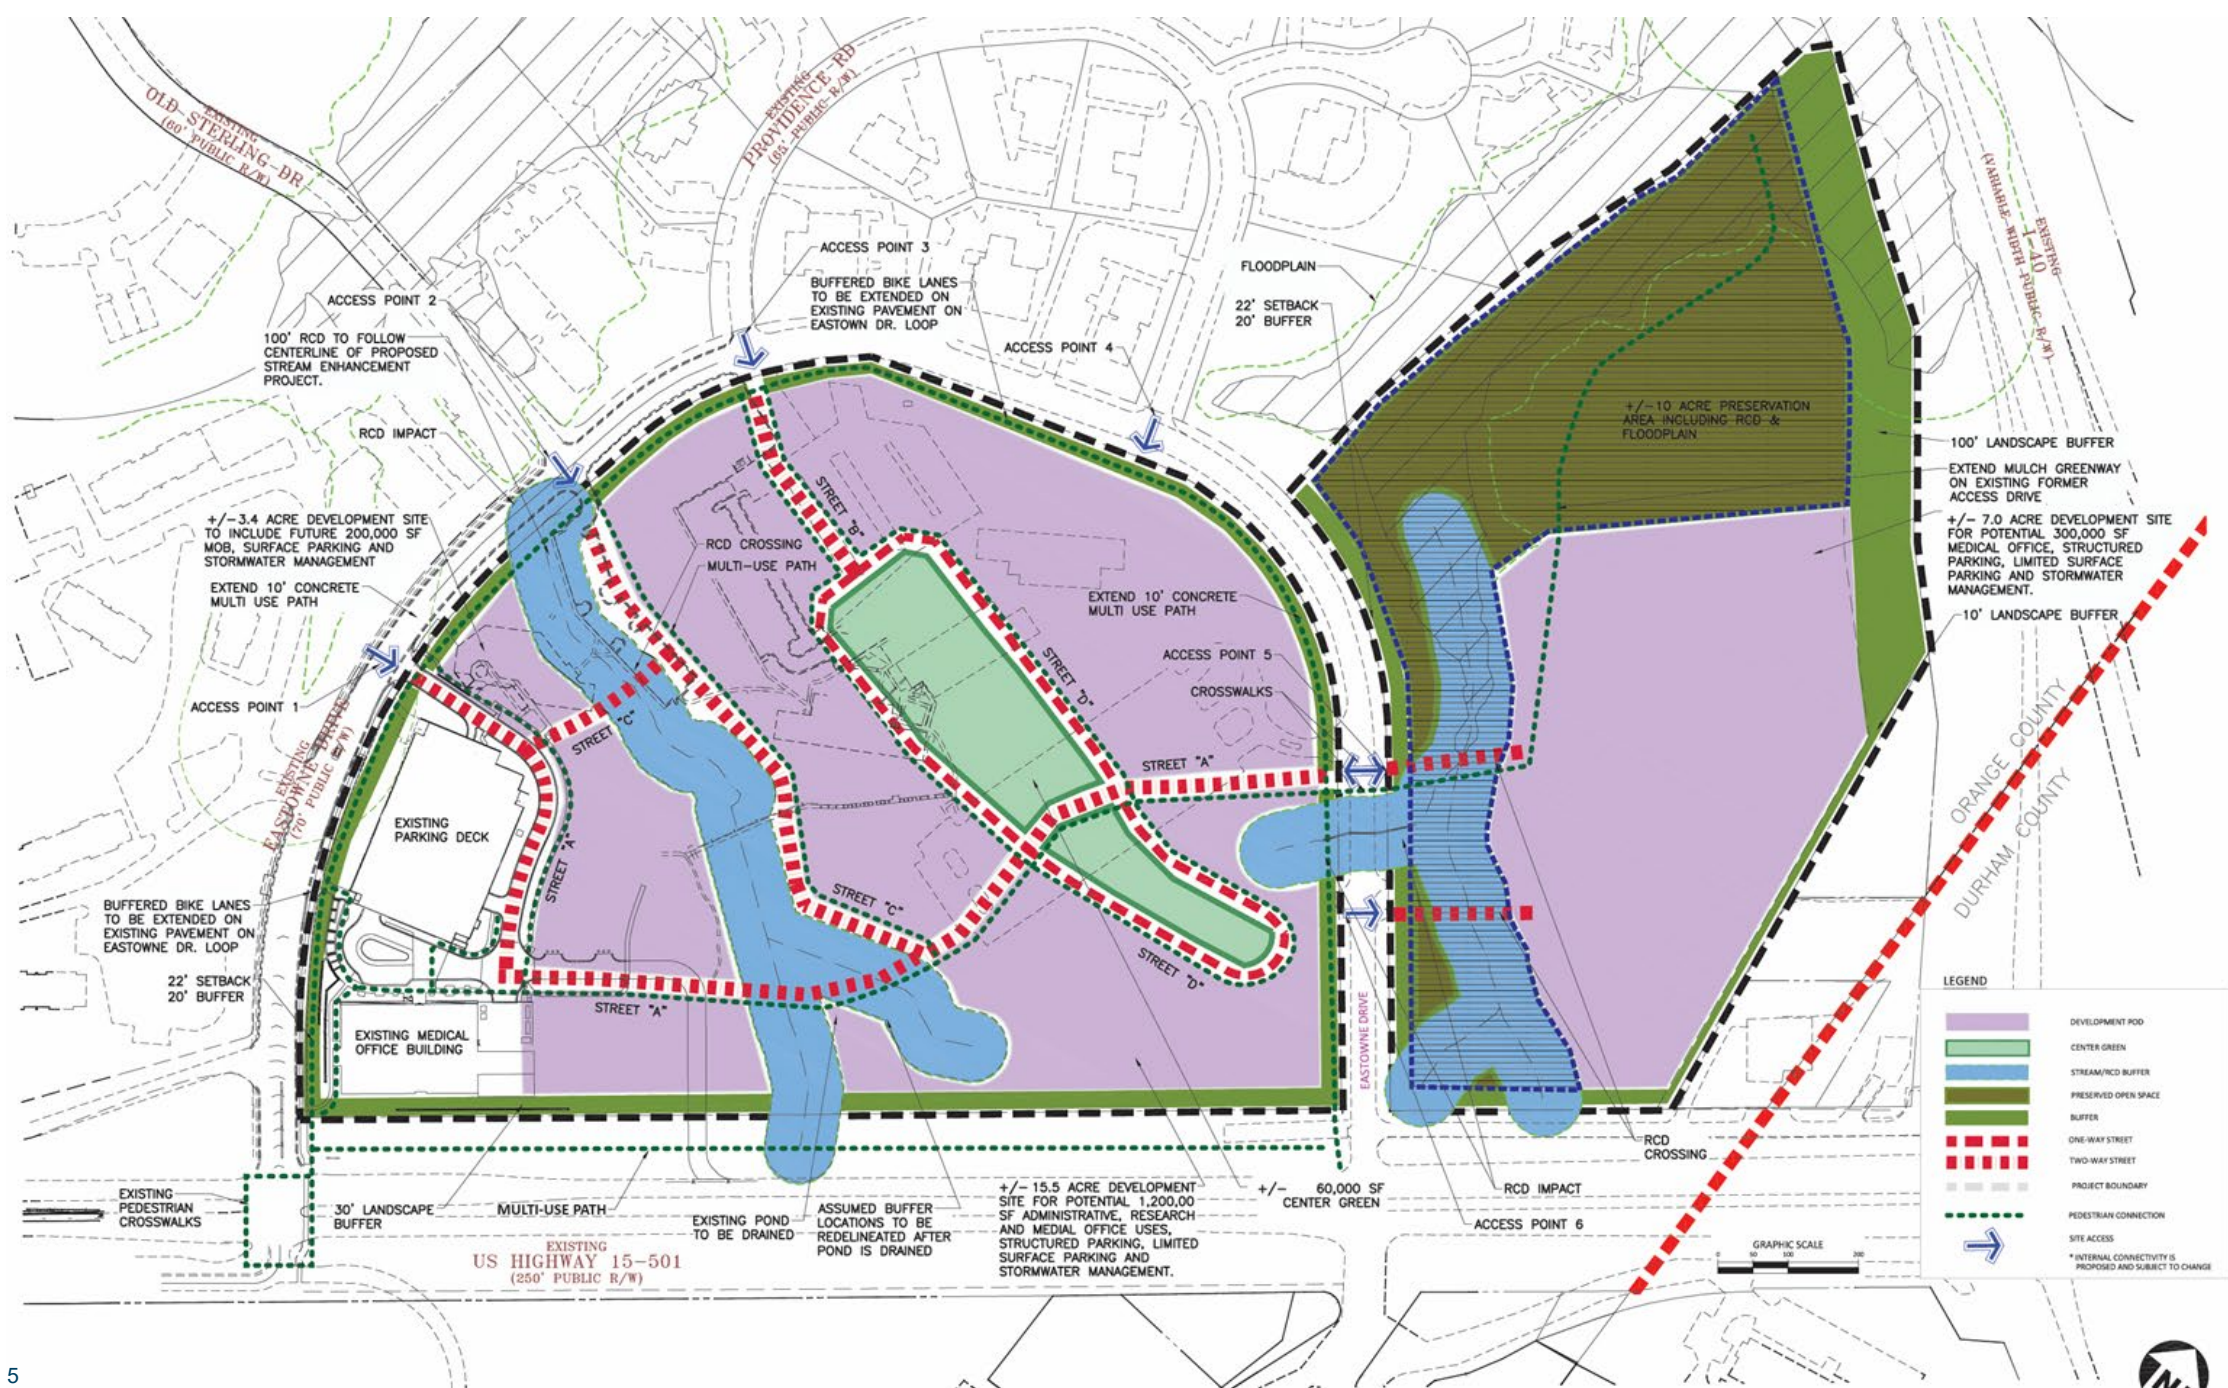 EXISTING
OLD STERLING DR
(60' PUBLIC R/W)
EXISTING
PROVIDENCE RD
(65' PUBLIC R/W)
EXISTING
I-40
(VARIABLE WIDTH PUBLIC R/W)
ACCESS POINT 2
100' RCD TO FOLLOW
CENTERLINE OF PROPOSED
STREAM ENHANCEMENT
PROJECT.
RCD IMPACT
ACCESS POINT 3
BUFFERED BIKE LANES
TO BE EXTENDED ON
EXISTING PAVEMENT ON
EASTOWN DR. LOOP
ACCESS POINT 4
FLOODPLAIN
22' SETBACK
20' BUFFER
+/-10 ACRE PRESERVATION
AREA INCLUDING RCD &
FLOODPLAIN
100' LANDSCAPE BUFFER
EXTEND MULCH GREENWAY
ON EXISTING FORMER
ACCESS DRIVE
+/- 7.0 ACRE DEVELOPMENT SITE
FOR POTENTIAL 300,000 SF
MEDICAL OFFICE, STRUCTURED
PARKING, LIMITED SURFACE
PARKING AND STORMWATER
MANAGEMENT.
10' LANDSCAPE BUFFER
+/-3.4 ACRE DEVELOPMENT SITE
TO INCLUDE FUTURE 200,000 SF
MOB, SURFACE PARKING AND
STORMWATER MANAGEMENT
EXTEND 10' CONCRETE
MULTI USE PATH
ACCESS POINT 1
EXISTING
EASTOWNE DRIVE
(70' PUBLIC R/W)
STREET "B"
RCD CROSSING
MULTI-USE PATH
EXTEND 10' CONCRETE
MULTI USE PATH
STREET "D"
ACCESS POINT 5
CROSSWALKS
STREET "C"
STREET "A"
EXISTING
PARKING DECK
STREET "A"
STREET "C"
STREET "D"
BUFFERED BIKE LANES
TO BE EXTENDED ON
EXISTING PAVEMENT ON
EASTOWNE DR. LOOP
22' SETBACK
20' BUFFER
STREET "A"
EXISTING MEDICAL
OFFICE BUILDING
EASTOWNE DRIVE
ORANGE COUNTY
DURHAM COUNTY
LEGEND
DEVELOPMENT POD
CENTER GREEN
STREAM/RCD BUFFER
PRESERVED OPEN SPACE
BUFFER
ONE-WAY STREET
TWO-WAY STREET
PROJECT BOUNDARY
PEDESTRIAN CONNECTION
SITE ACCESS
* INTERNAL CONNECTIVITY IS
PROPOSED AND SUBJECT TO CHANGE
EXISTING
PEDESTRIAN
CROSSWALKS
30' LANDSCAPE
BUFFER
MULTI-USE PATH
EXISTING POND
TO BE DRAINED
ASSUMED BUFFER
LOCATIONS TO BE
REDELINEATED AFTER
POND IS DRAINED
+/- 15.5 ACRE DEVELOPMENT
SITE FOR POTENTIAL 1,200,00
SF ADMINISTRATIVE, RESEARCH
AND MEDIAL OFFICE USES,
STRUCTURED PARKING, LIMITED
SURFACE PARKING AND
STORMWATER MANAGEMENT.
+/- 60,000 SF
CENTER GREEN
RCD
CROSSING
RCD IMPACT
ACCESS POINT 6
EXISTING
US HIGHWAY 15-501
(250' PUBLIC R/W)
GRAPHIC SCALE
0 50 100 200
5